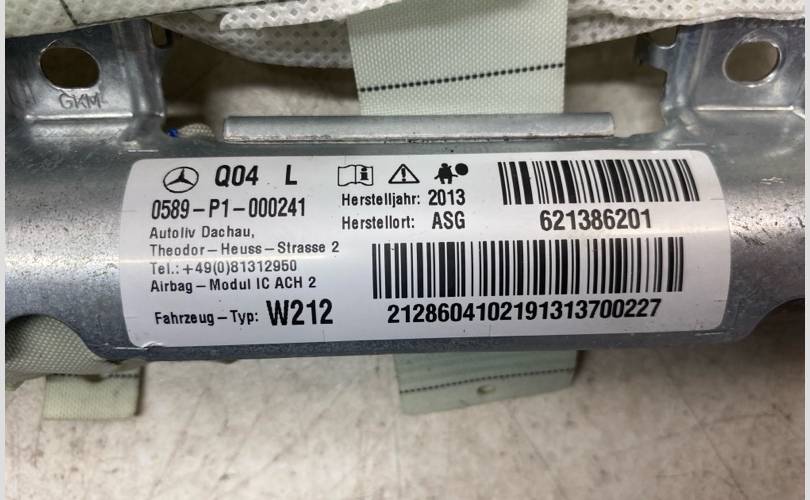 GKM
Q04 L
0589-P1-000241
Autoliv Dachau,
Theodor-Heuss-Strasse 2
Tel.: +49(0)81312950
Airbag-Modul IC ACH 2
Fahrzeug-Typ: W212
Herstelljahr: 2013
Herstellort: ASG
621386201
2128604102191313700227